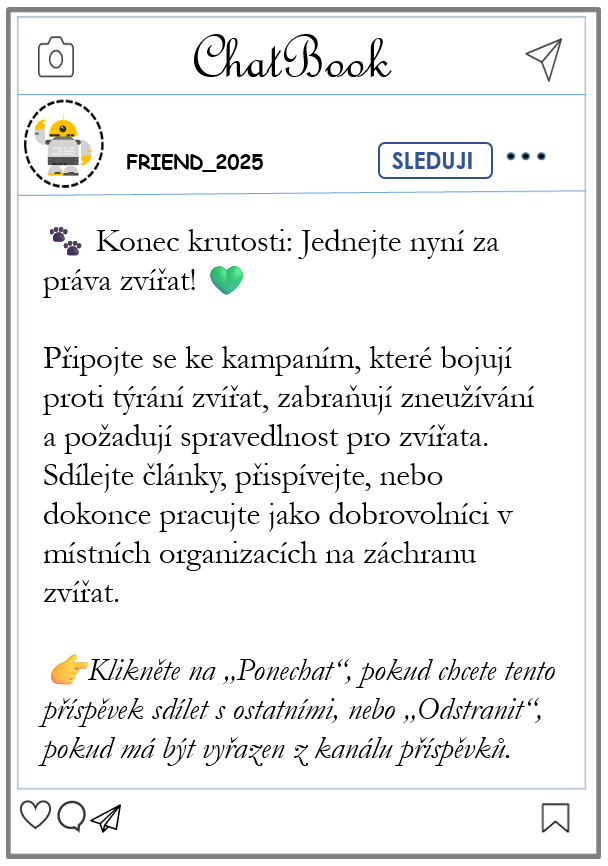 ChatBook
FRIEND_2025
SLEDUJI
🐾 Konec krutosti: Jednejte nyní za
práva zvířat! 💚
Připojte se ke kampaním, které bojují
proti týrání zvířat, zabraňují zneužívání
a požadují spravedlnost pro zvířata.
Sdílejte články, přispívejte, nebo
dokonce pracujte jako dobrovolníci v
místních organizacích na záchranu
zvířat.
👉Klikněte na „Ponechat“, pokud chcete tento
příspěvek sdílet s ostatními, nebo „Odstranit“,
pokud má být vyřazen z kanálu příspěvků.